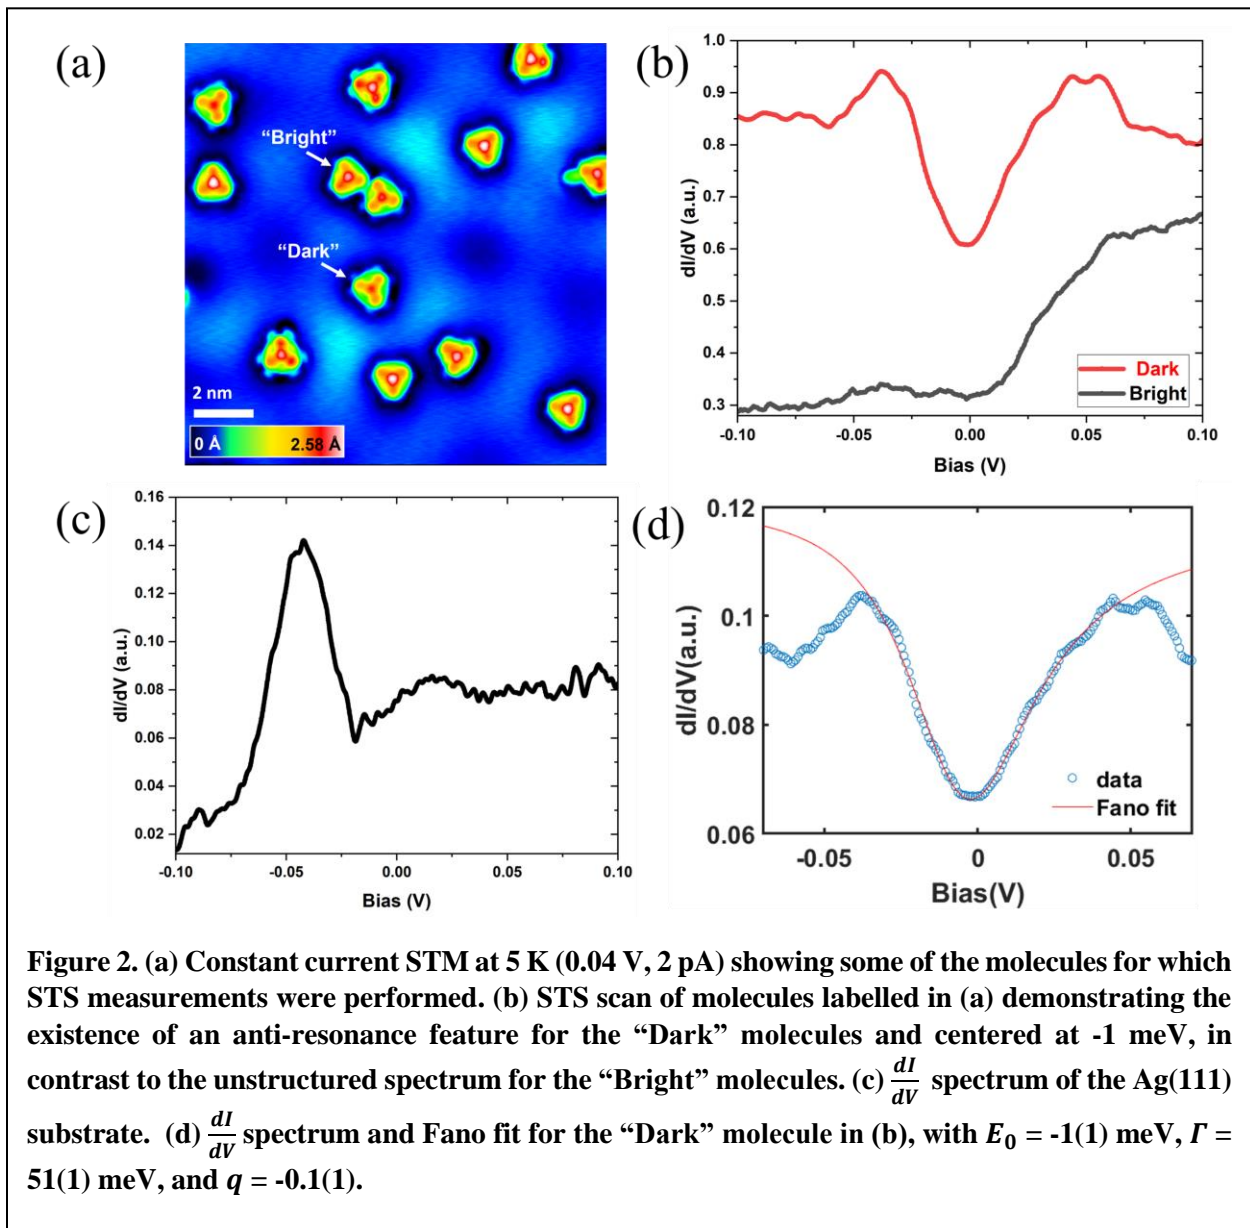 (a)
“Bright”
“Dark”
2 nm
0 Å 2.58 Å
(b)
1.0
0.9
0.8
0.7
0.6
0.5
0.4
0.3
dI/dV (a.u.)
Dark
Bright
-0.10 -0.05 0.00 0.05 0.10
Bias (V)
(c)
0.16
0.14
0.12
0.10
0.08
0.06
0.04
0.02
dI/dV (a.u.)
-0.10 -0.05 0.00 0.05 0.10
Bias (V)
(d)
0.12
0.1
0.08
0.06
dI/dV(a.u.)
data
Fano fit
-0.05 0 0.05
Bias(V)
Figure 2. (a) Constant current STM at 5 K (0.04 V, 2 pA) showing some of the molecules for which
STS measurements were performed. (b) STS scan of molecules labelled in (a) demonstrating the
existence of an anti-resonance feature for the “Dark” molecules and centered at -1 meV, in
contrast to the unstructured spectrum for the “Bright” molecules. (c) dI/dV spectrum of the Ag(111)
substrate. (d) dI/dV spectrum and Fano fit for the “Dark” molecule in (b), with E₀ = -1(1) meV, Γ =
51(1) meV, and q = -0.1(1).